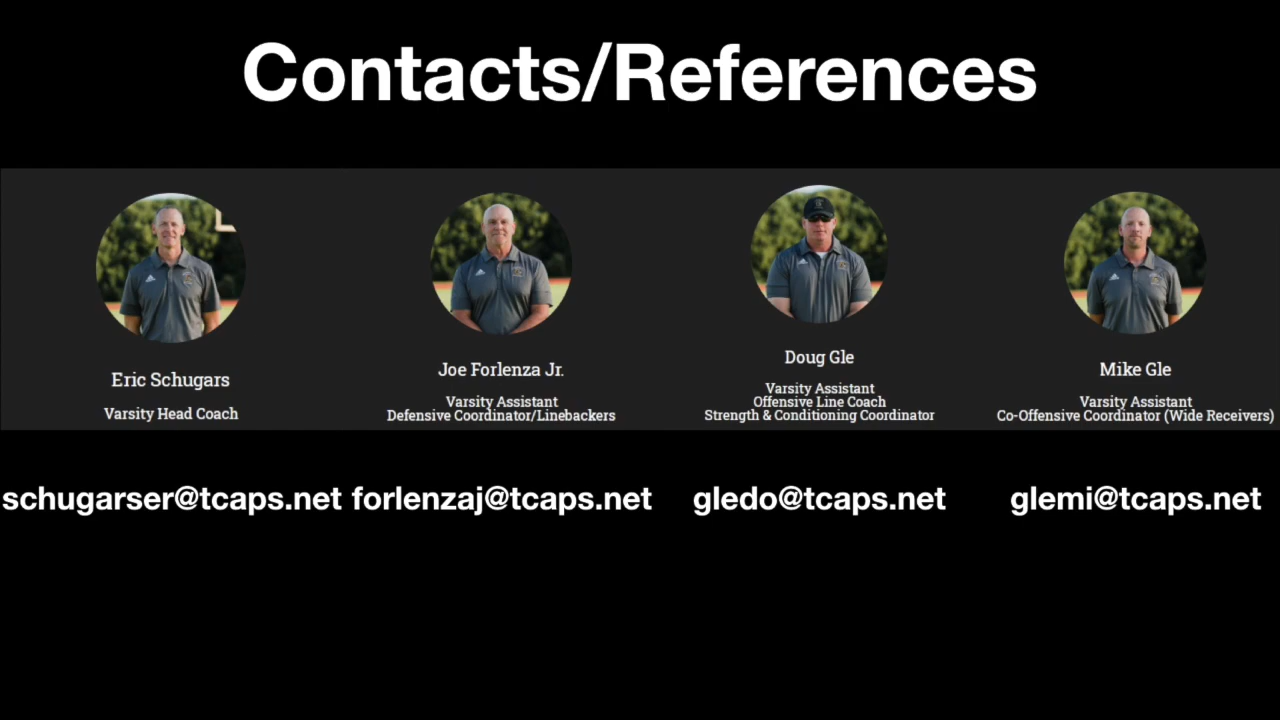 Contacts/References
Eric Schugars
Varsity Head Coach
Joe Forlenza Jr.
Varsity Assistant
Defensive Coordinator/Linebackers
Doug Gle
Varsity Assistant
Offensive Line Coach
Strength & Conditioning Coordinator
Mike Gle
Varsity Assistant
Co-Offensive Coordinator (Wide Receivers)
schugarser@tcaps.net
forlenzaj@tcaps.net
gledo@tcaps.net
glemi@tcaps.net